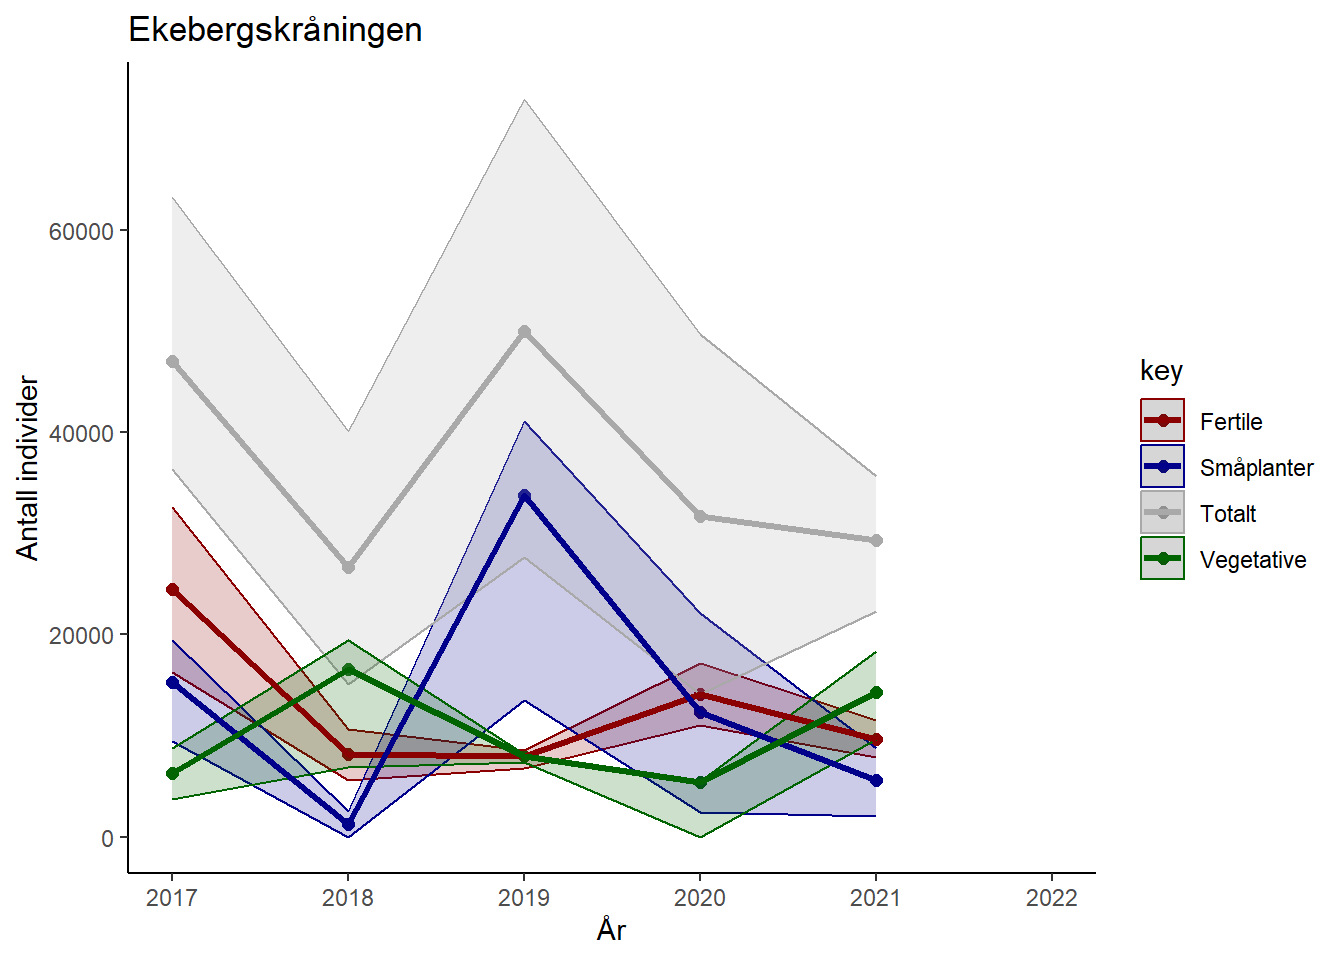 Ekebergskråningen
Antall individer
60000
40000
20000
0
2017 2018 2019 2020 2021 2022
År
key
Fertile
Småplanter
Totalt
Vegetative